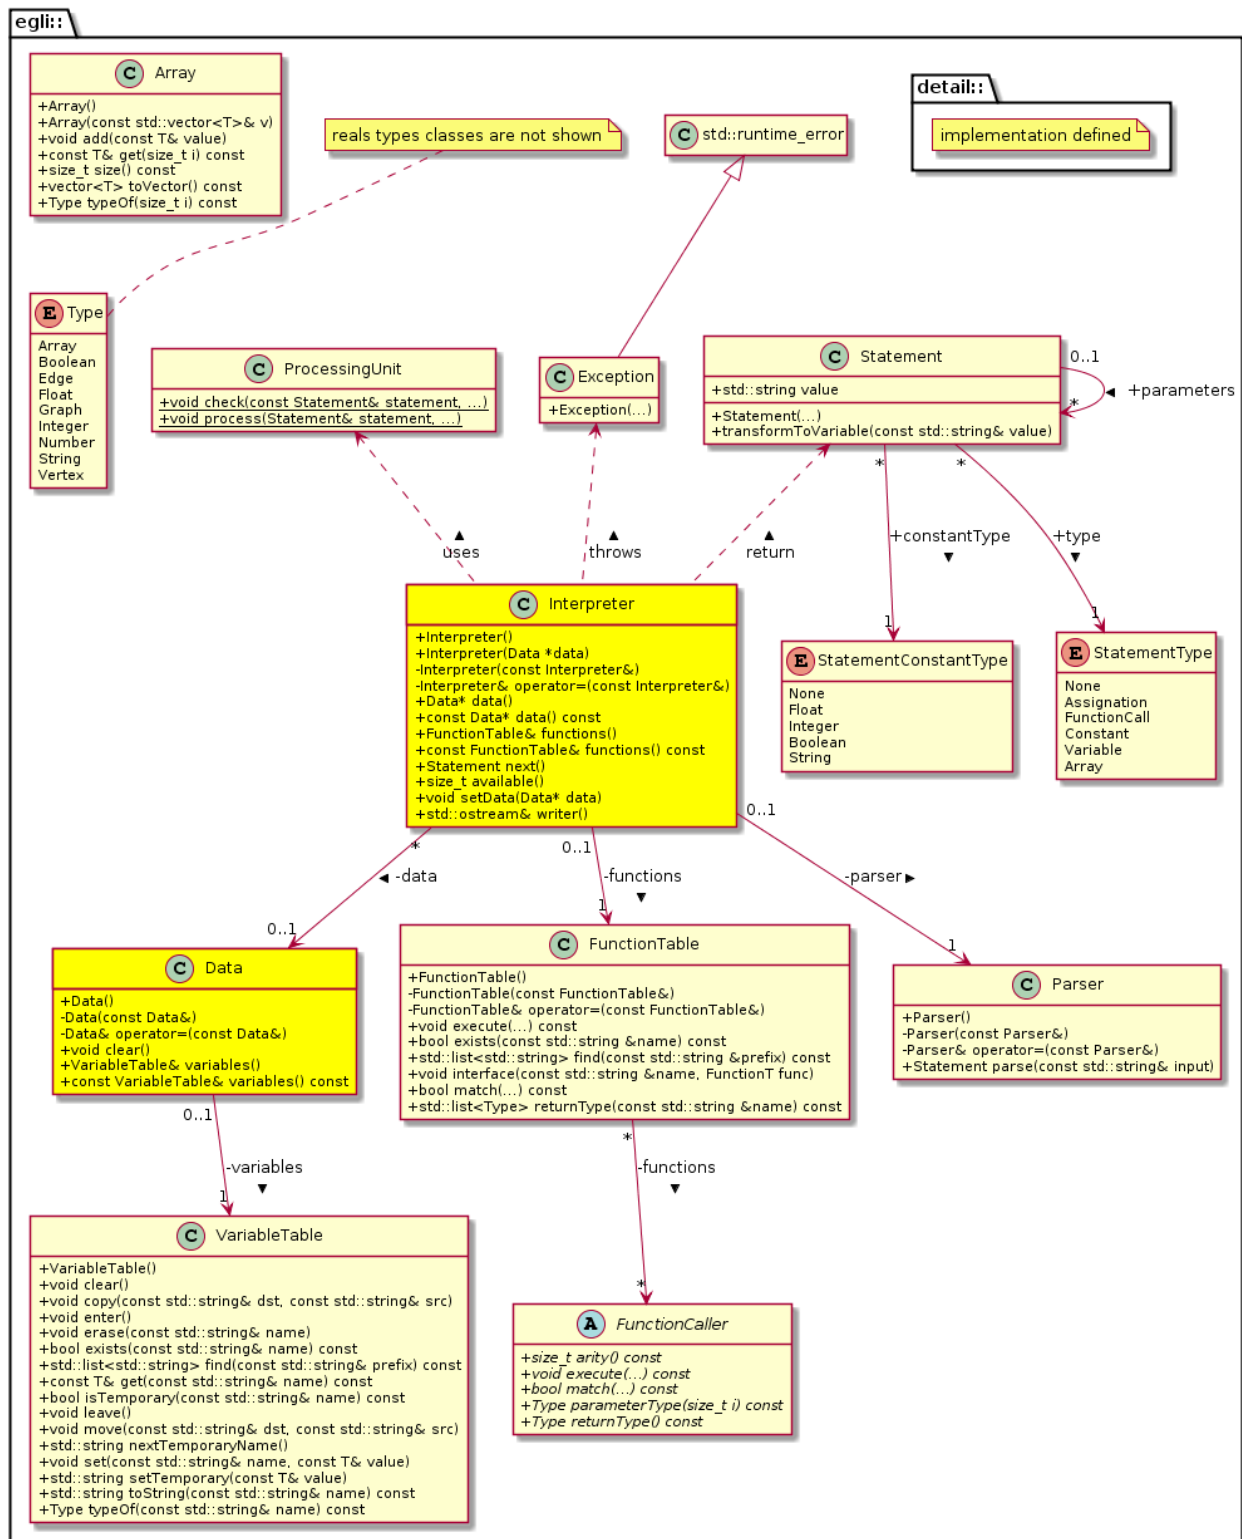 egli::
C Array
+Array()
+Array(const std::vector<T>& v)
+void add(const T& value)
+const T& get(size_t i) const
+size_t size() const
+vector<T> toVector() const
+Type typeOf(size_t i) const
reals types classes are not shown
C std::runtime_error
detail::
implementation defined
E Type
Array
Boolean
Edge
Float
Graph
Integer
Number
String
Vertex
C ProcessingUnit
+void check(const Statement& statement, ...)
+void process(Statement& statement, ...)
C Exception
+Exception(...)
C Statement
+std::string value
+Statement(...)
+transformToVariable(const std::string& value)
0..1
+parameters
*
uses
throws
return
*
*
+constantType
+type
1
1
C Interpreter
+Interpreter()
+Interpreter(Data *data)
-Interpreter(const Interpreter&)
-Interpreter& operator=(const Interpreter&)
+Data* data()
+const Data* data() const
+FunctionTable& functions()
+const FunctionTable& functions() const
+Statement next()
+size_t available()
+void setData(Data* data)
+std::ostream& writer()
E StatementConstantType
None
Float
Integer
Boolean
String
E StatementType
None
Assignation
FunctionCall
Constant
Variable
Array
*
0..1
0..1
-data
-functions
-parser
0..1
1
1
C Data
+Data()
-Data(const Data&)
-Data& operator=(const Data&)
+void clear()
+VariableTable& variables()
+const VariableTable& variables() const
C FunctionTable
+FunctionTable()
-FunctionTable(const FunctionTable&)
-FunctionTable& operator=(const FunctionTable&)
+void execute(...) const
+bool exists(const std::string &name) const
+std::list<std::string> find(const std::string &prefix) const
+void interface(const std::string &name, FunctionT func)
+bool match(...) const
+std::list<Type> returnType(const std::string &name) const
C Parser
+Parser()
-Parser(const Parser&)
-Parser& operator=(const Parser&)
+Statement parse(const std::string& input)
0..1
-variables
1
*
-functions
*
C VariableTable
+VariableTable()
+void clear()
+void copy(const std::string& dst, const std::string& src)
+void enter()
+void erase(const std::string& name)
+bool exists(const std::string& name) const
+std::list<std::string> find(const std::string& prefix) const
+const T& get(const std::string& name) const
+bool isTemporary(const std::string& name) const
+void leave()
+void move(const std::string& dst, const std::string& src)
+std::string nextTemporaryName()
+void set(const std::string& name, const T& value)
+std::string setTemporary(const T& value)
+std::string toString(const std::string& name) const
+Type typeOf(const std::string& name) const
A FunctionCaller
+size_t arity() const
+void execute(...) const
+bool match(...) const
+Type parameterType(size_t i) const
+Type returnType() const